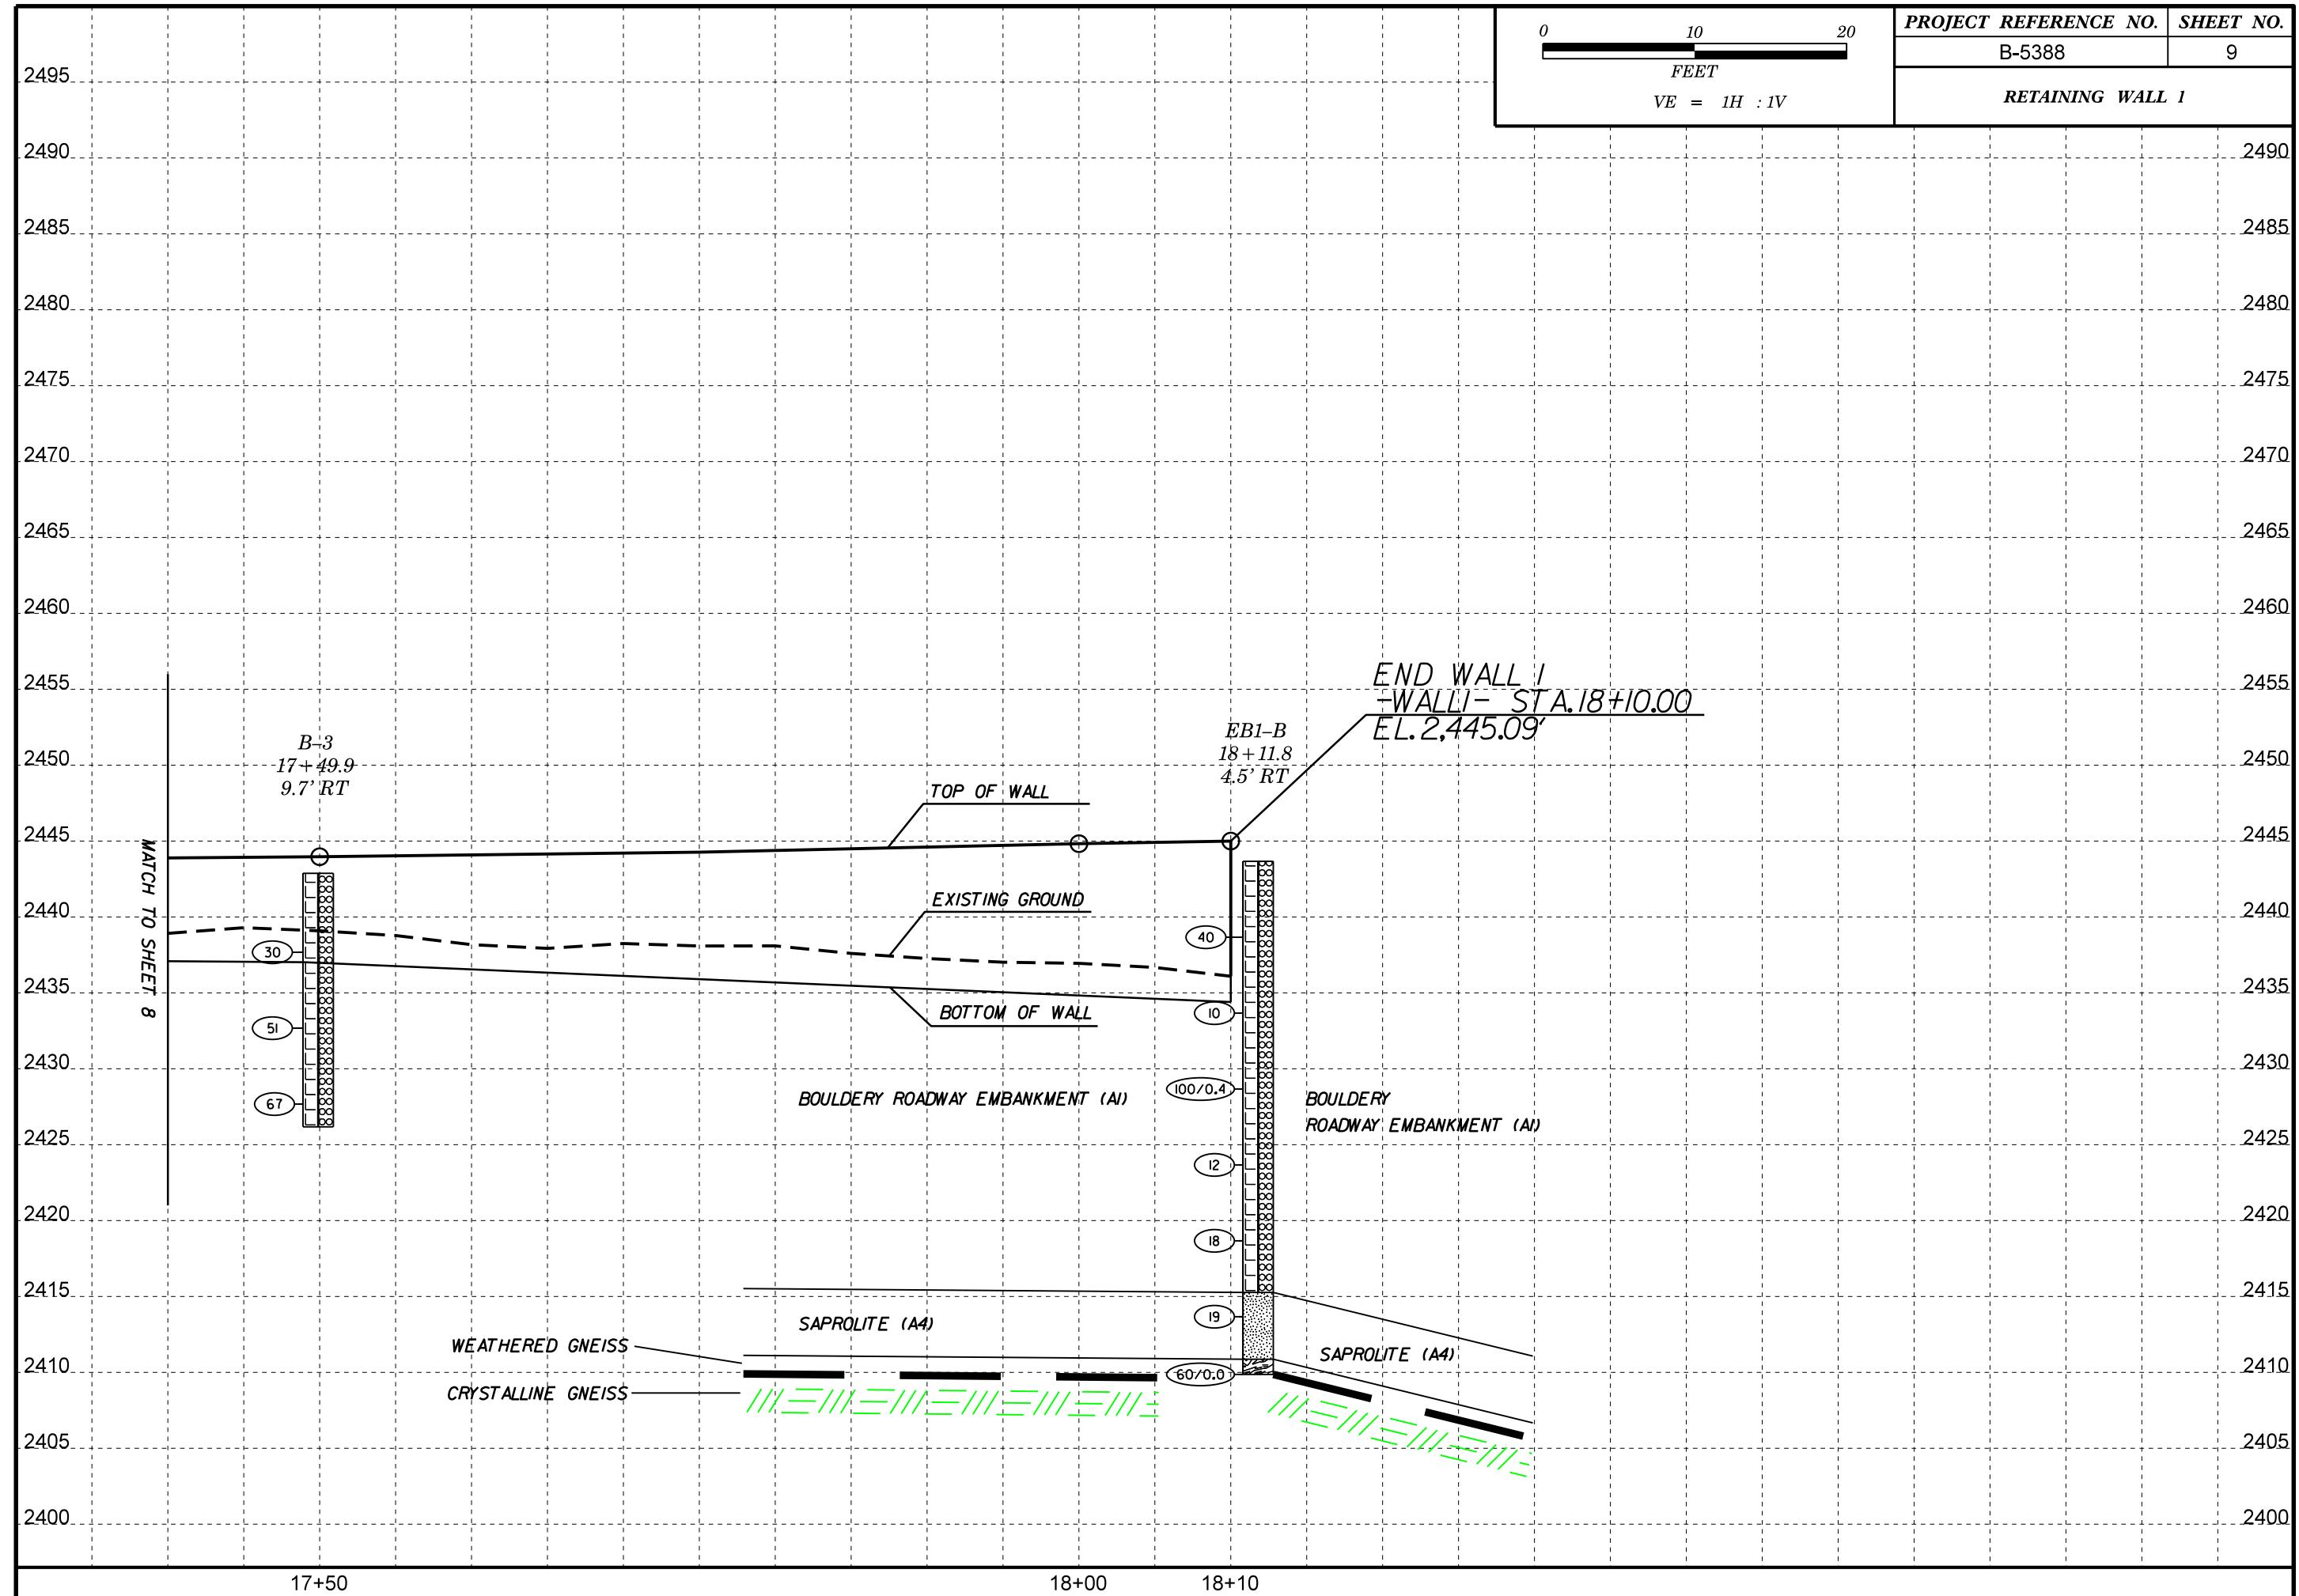 0 10 20
FEET
VE = 1H : 1V
PROJECT REFERENCE NO. SHEET NO.
B-5388 9
RETAINING WALL 1
2495
2490 2490
2485 2485
2480 2480
2475 2475
2470 2470
2465 2465
2460 2460
2455 2455
2450 2450
2445 2445
2440 2440
2435 2435
2430 2430
2425 2425
2420 2420
2415 2415
2410 2410
2405 2405
2400 2400
END WALL 1
-WALL1- STA.18+10.00
EL.2,445.09'
B-3
17+49.9
9.7' RT
EB1-B
18+11.8
4.5' RT
TOP OF WALL
EXISTING GROUND
BOTTOM OF WALL
MATCH TO SHEET 8
30
51
67
40
10
100/0.4
12
18
19
60/0.0
BOULDERY ROADWAY EMBANKMENT (A1)
BOULDERY
ROADWAY EMBANKMENT (A1)
SAPROLITE (A4)
WEATHERED GNEISS
SAPROLITE (A4)
CRYSTALLINE GNEISS
17+50 18+00 18+10